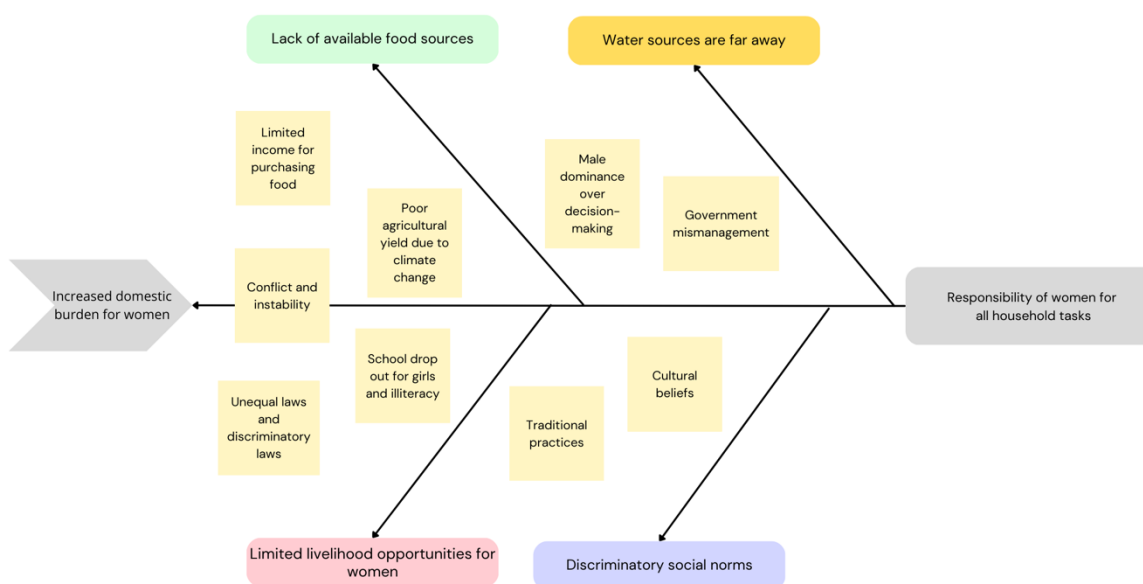 Lack of available food sources
Water sources are far away
Limited
income for
purchasing
food
Male
dominance
over
decision-
making
Poor
agricultural
yield due to
climate
change
Government
mismanagement
Increased domestic
burden for women
Conflict and
instability
Responsibility of women for
all household tasks
School drop
out for girls
and illiteracy
Cultural
beliefs
Unequal laws
and
discriminatory
laws
Traditional
practices
Limited livelihood opportunities for
women
Discriminatory social norms